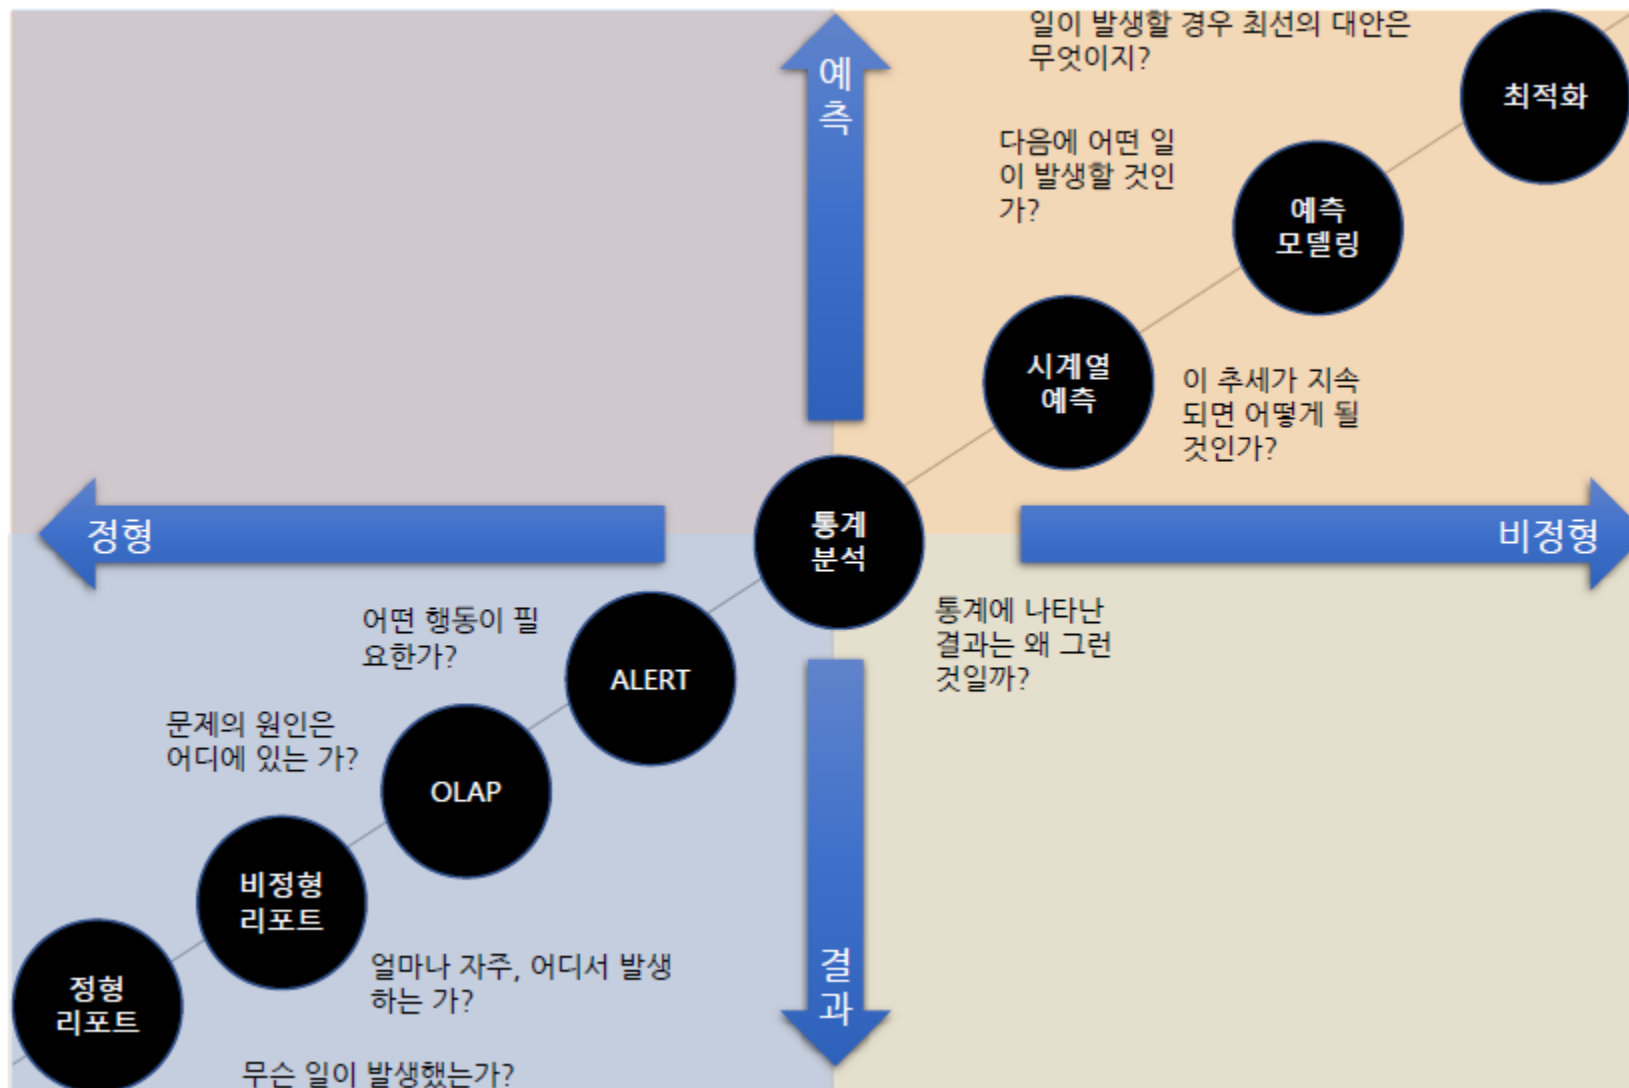 일이 발생할 경우 최선의 대안은
무엇이지?
최적화
예
측
다음에 어떤 일
이 발생할 것인
가?
예측
모델링
시계열
예측
이 추세가 지속
되면 어떻게 될
것인가?
정형
통계
분석
비정형
어떤 행동이 필
요한가?
ALERT
통계에 나타난
결과는 왜 그런
것일까?
문제의 원인은
어디에 있는 가?
OLAP
비정형
리포트
얼마나 자주, 어디서 발생
하는 가?
결
과
정형
리포트
무슨 일이 발생했는가?